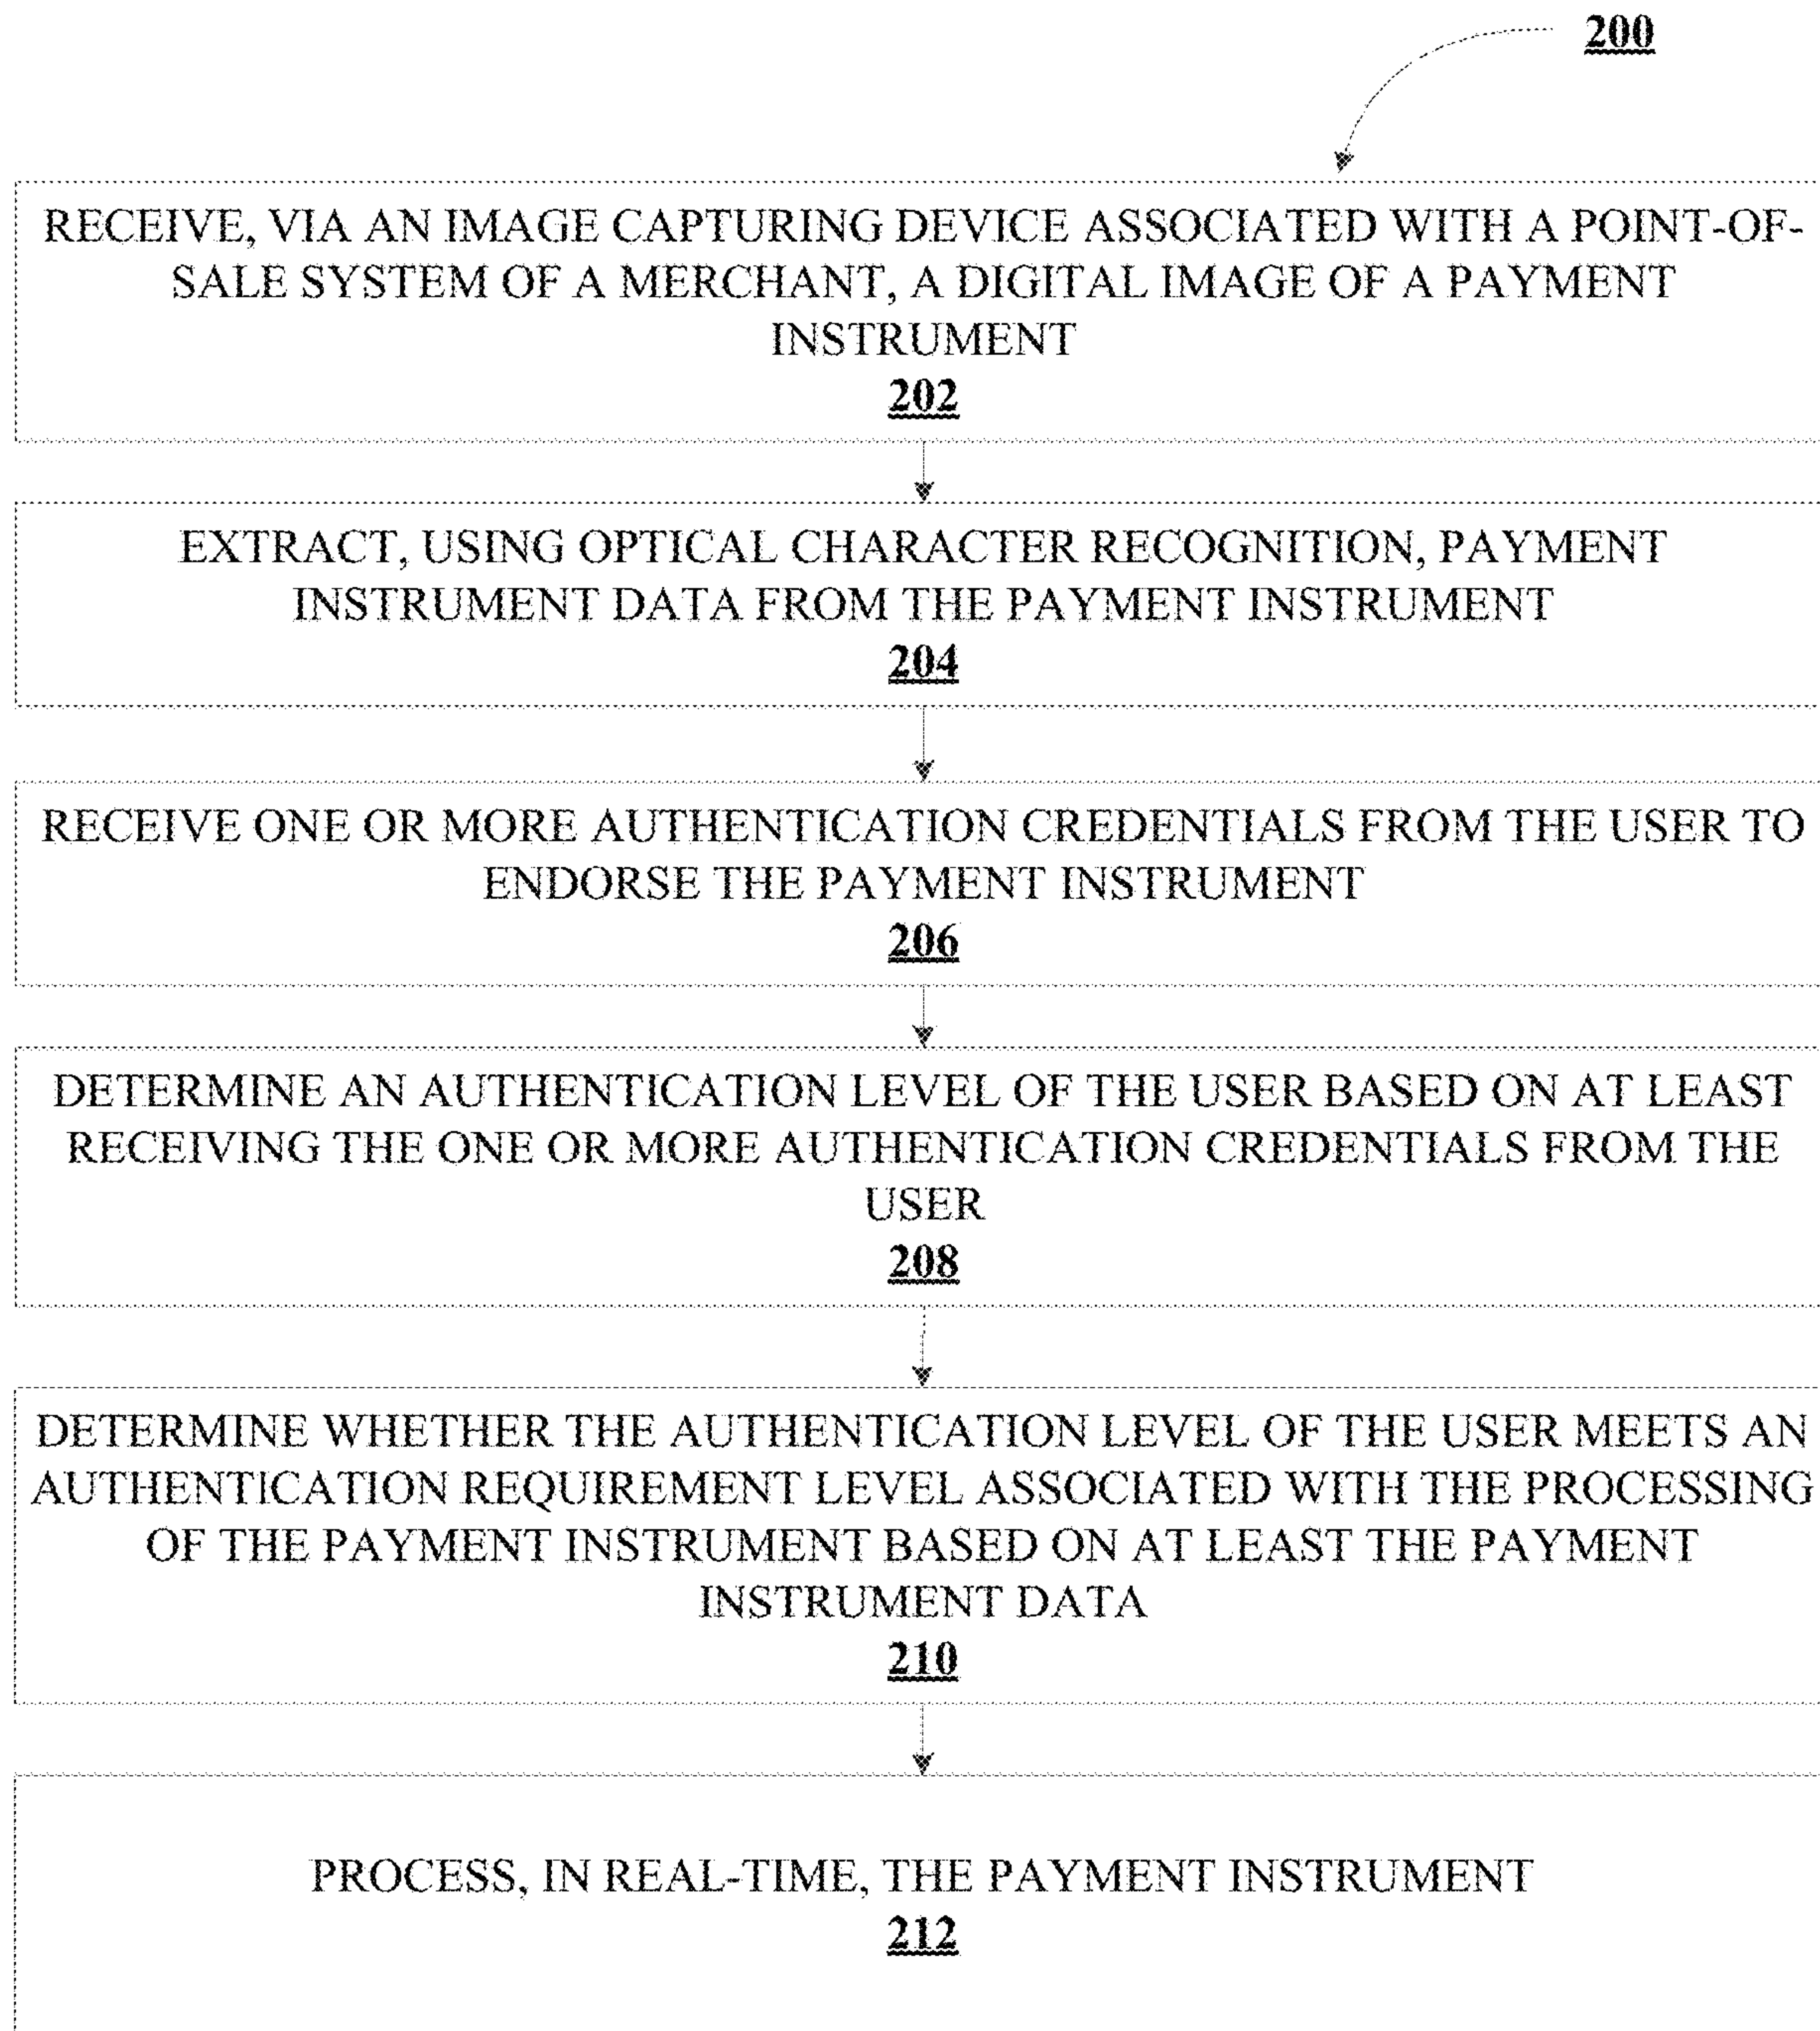 200
RECEIVE, VIA AN IMAGE CAPTURING DEVICE ASSOCIATED WITH A POINT-OF-
SALE SYSTEM OF A MERCHANT, A DIGITAL IMAGE OF A PAYMENT
INSTRUMENT
202
EXTRACT, USING OPTICAL CHARACTER RECOGNITION, PAYMENT
INSTRUMENT DATA FROM THE PAYMENT INSTRUMENT
204
RECEIVE ONE OR MORE AUTHENTICATION CREDENTIALS FROM THE USER TO
ENDORSE THE PAYMENT INSTRUMENT
206
DETERMINE AN AUTHENTICATION LEVEL OF THE USER BASED ON AT LEAST
RECEIVING THE ONE OR MORE AUTHENTICATION CREDENTIALS FROM THE
USER
208
DETERMINE WHETHER THE AUTHENTICATION LEVEL OF THE USER MEETS AN
AUTHENTICATION REQUIREMENT LEVEL ASSOCIATED WITH THE PROCESSING
OF THE PAYMENT INSTRUMENT BASED ON AT LEAST THE PAYMENT
INSTRUMENT DATA
210
PROCESS, IN REAL-TIME, THE PAYMENT INSTRUMENT
212